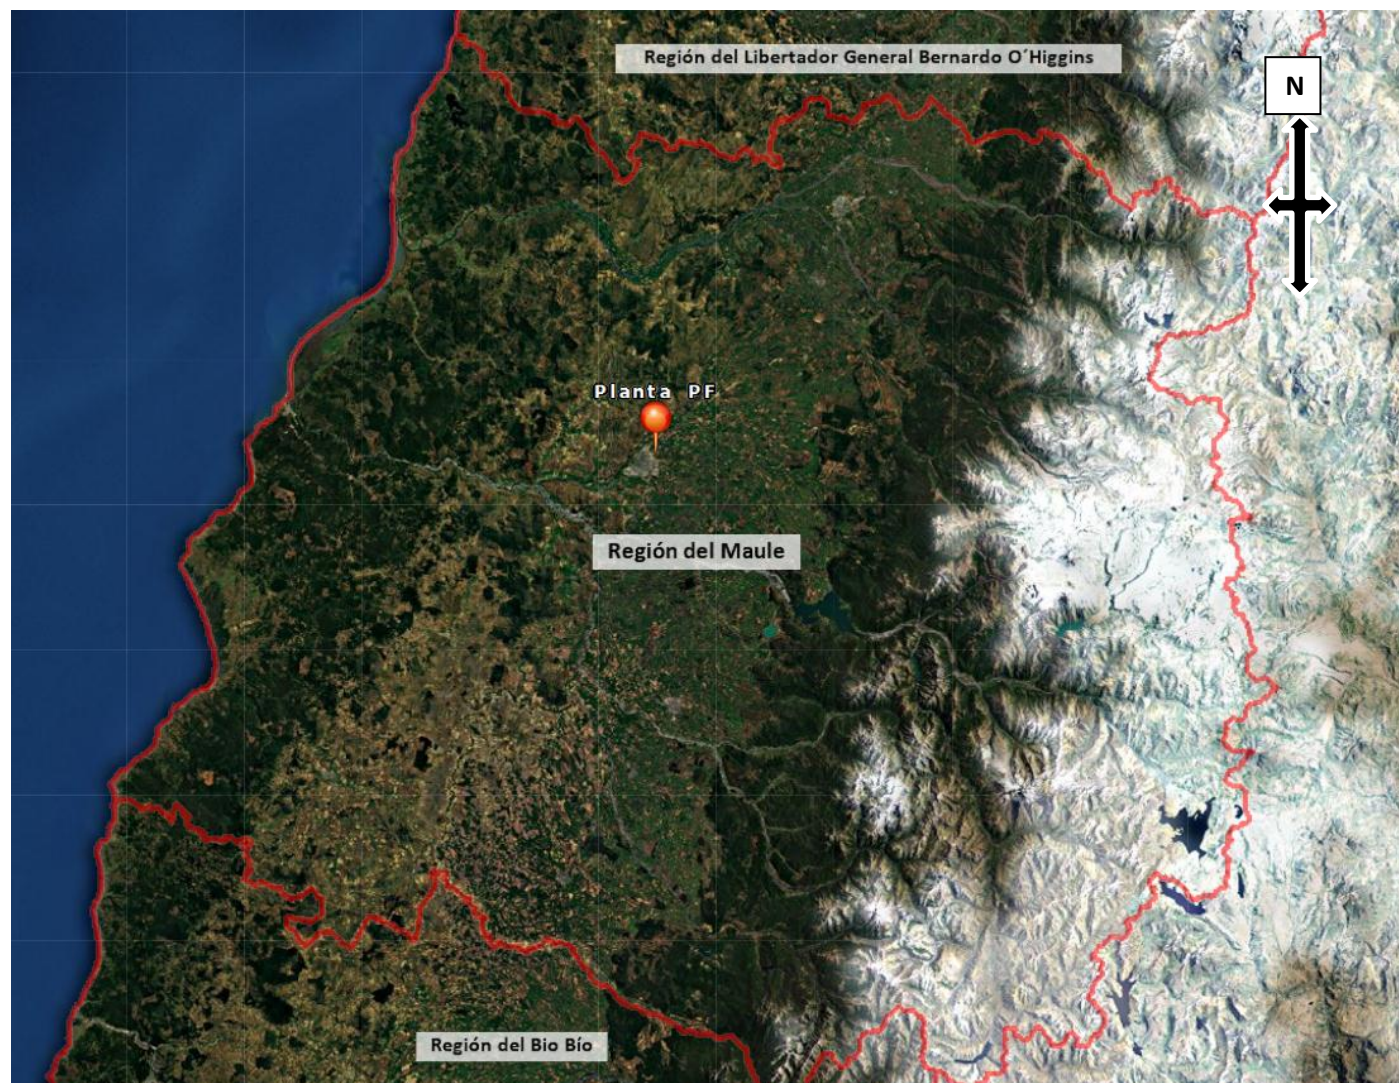 Región del Libertador General Bernardo O´Higgins
N
Planta PF
Región del Maule
Región del Bio Bío